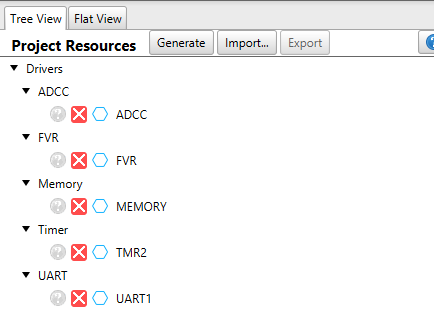 Tree View Flat View
Project Resources Generate Import... Export ?
Drivers
ADCC
? ADCC
FVR
? FVR
Memory
? MEMORY
Timer
? TMR2
UART
? UART1